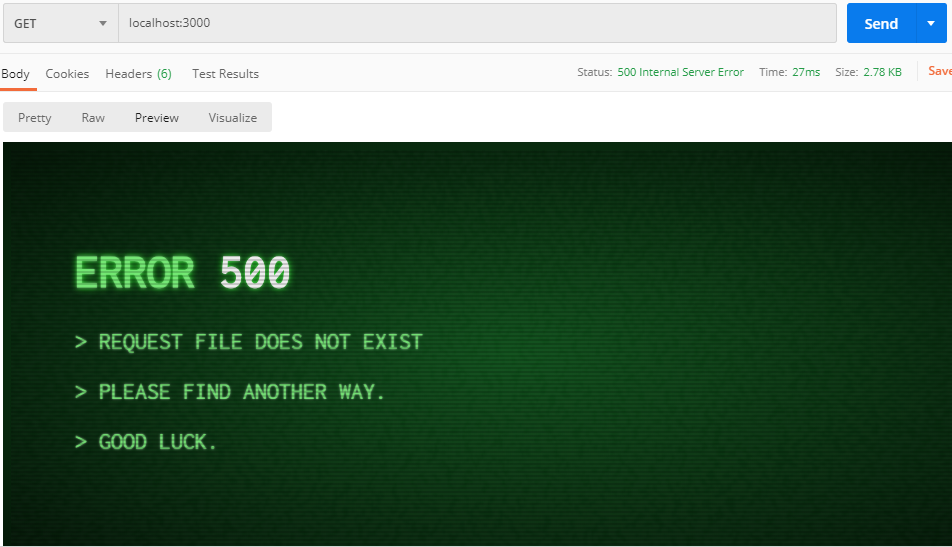 GET localhost:3000 Send
Body Cookies Headers (6) Test Results Status: 500 Internal Server Error Time: 27ms Size: 2.78 KB Save
Pretty Raw Preview Visualize
ERROR 500
> REQUEST FILE DOES NOT EXIST
> PLEASE FIND ANOTHER WAY.
> GOOD LUCK.